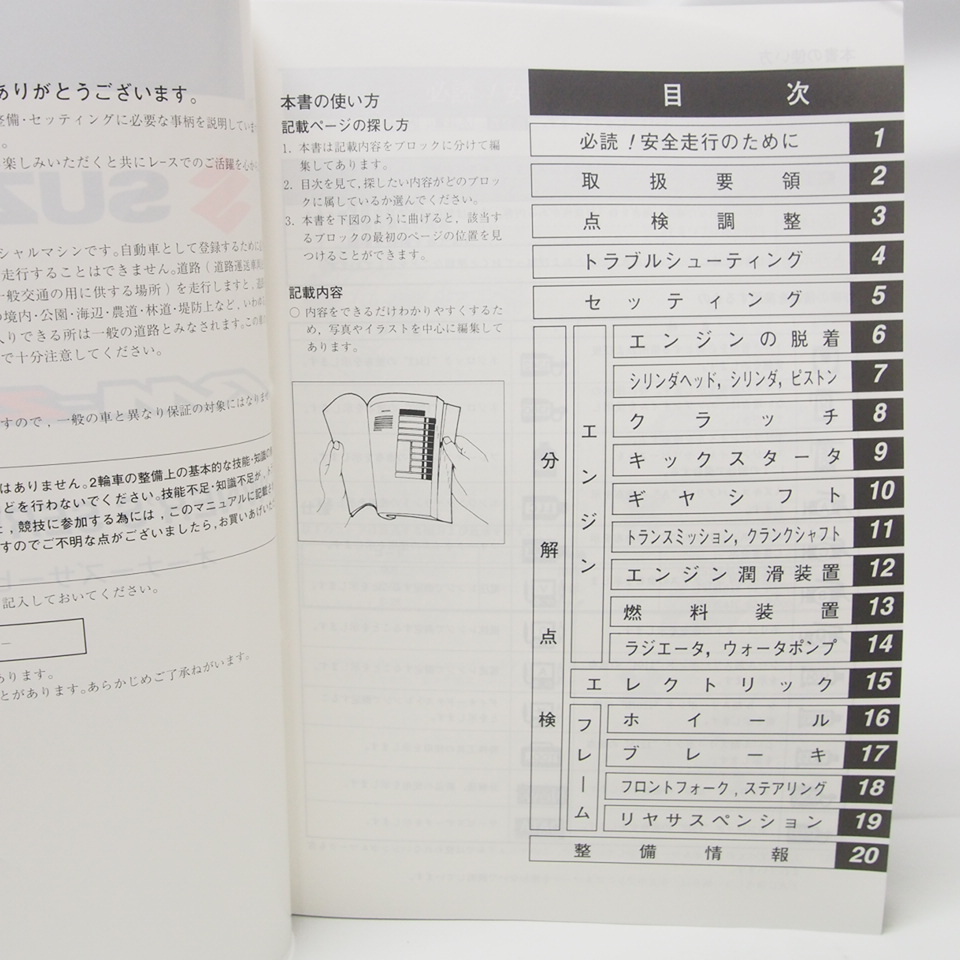 ありがとうございます。
整備・セッティングに必要な事柄を説明していま
。
楽しみいただくと共にレースでのご活躍を心か
シャルマシンです。自動車として登録するために
走行することはできません。道路(道路運送車両
一般交通の用に供する場所)を走行しますと、
の境内・公園・海辺・農道・林道・堤防上など、いわゆ
入りできる所は一般の道路とみなされます。この
で十分注意してください。
すので、一般の車と異なり保証の対象にはなりませ
はありません。2輪車の整備上の基本的な技能・知識の
どを行わないでください。技能不足・知識不足が、
、競技に参加する為には、このマニュアルに記載
すのでご不明な点がございましたら、お買いあげいた
記入しておいてください。
あります。
とがあります。あらかじめご了承ねがいます。
本書の使い方
記載ページの探し方
1. 本書は記載内容をブロックに分けて編
集してあります。
2. 目次を見て,探したい内容がどのブロッ
クに属しているか選んでください。
3. 本書を下図のように曲げると、該当す
るブロックの最初のページの位置を見
つけることができます。
記載内容
○ 内容をできるだけわかりやすくするた
め,写真やイラストを中心に編集して
あります。
目次
必読!安全走行のために 1
取扱要領 2
点検調整 3
トラブルシューティング 4
セッティング 5
分解点検
エンジン
エンジンの脱着 6
シリンダヘッド,シリンダ,ピストン 7
クラッチ 8
キックスタータ 9
ギヤシフト 10
トランスミッション,クランクシャフト 11
エンジン潤滑装置 12
燃料装置 13
ラジエータ,ウォータポンプ 14
エレクトリック 15
フレーム
ホイール 16
ブレーキ 17
フロントフォーク,ステアリング 18
リヤサスペンション 19
整備情報 20